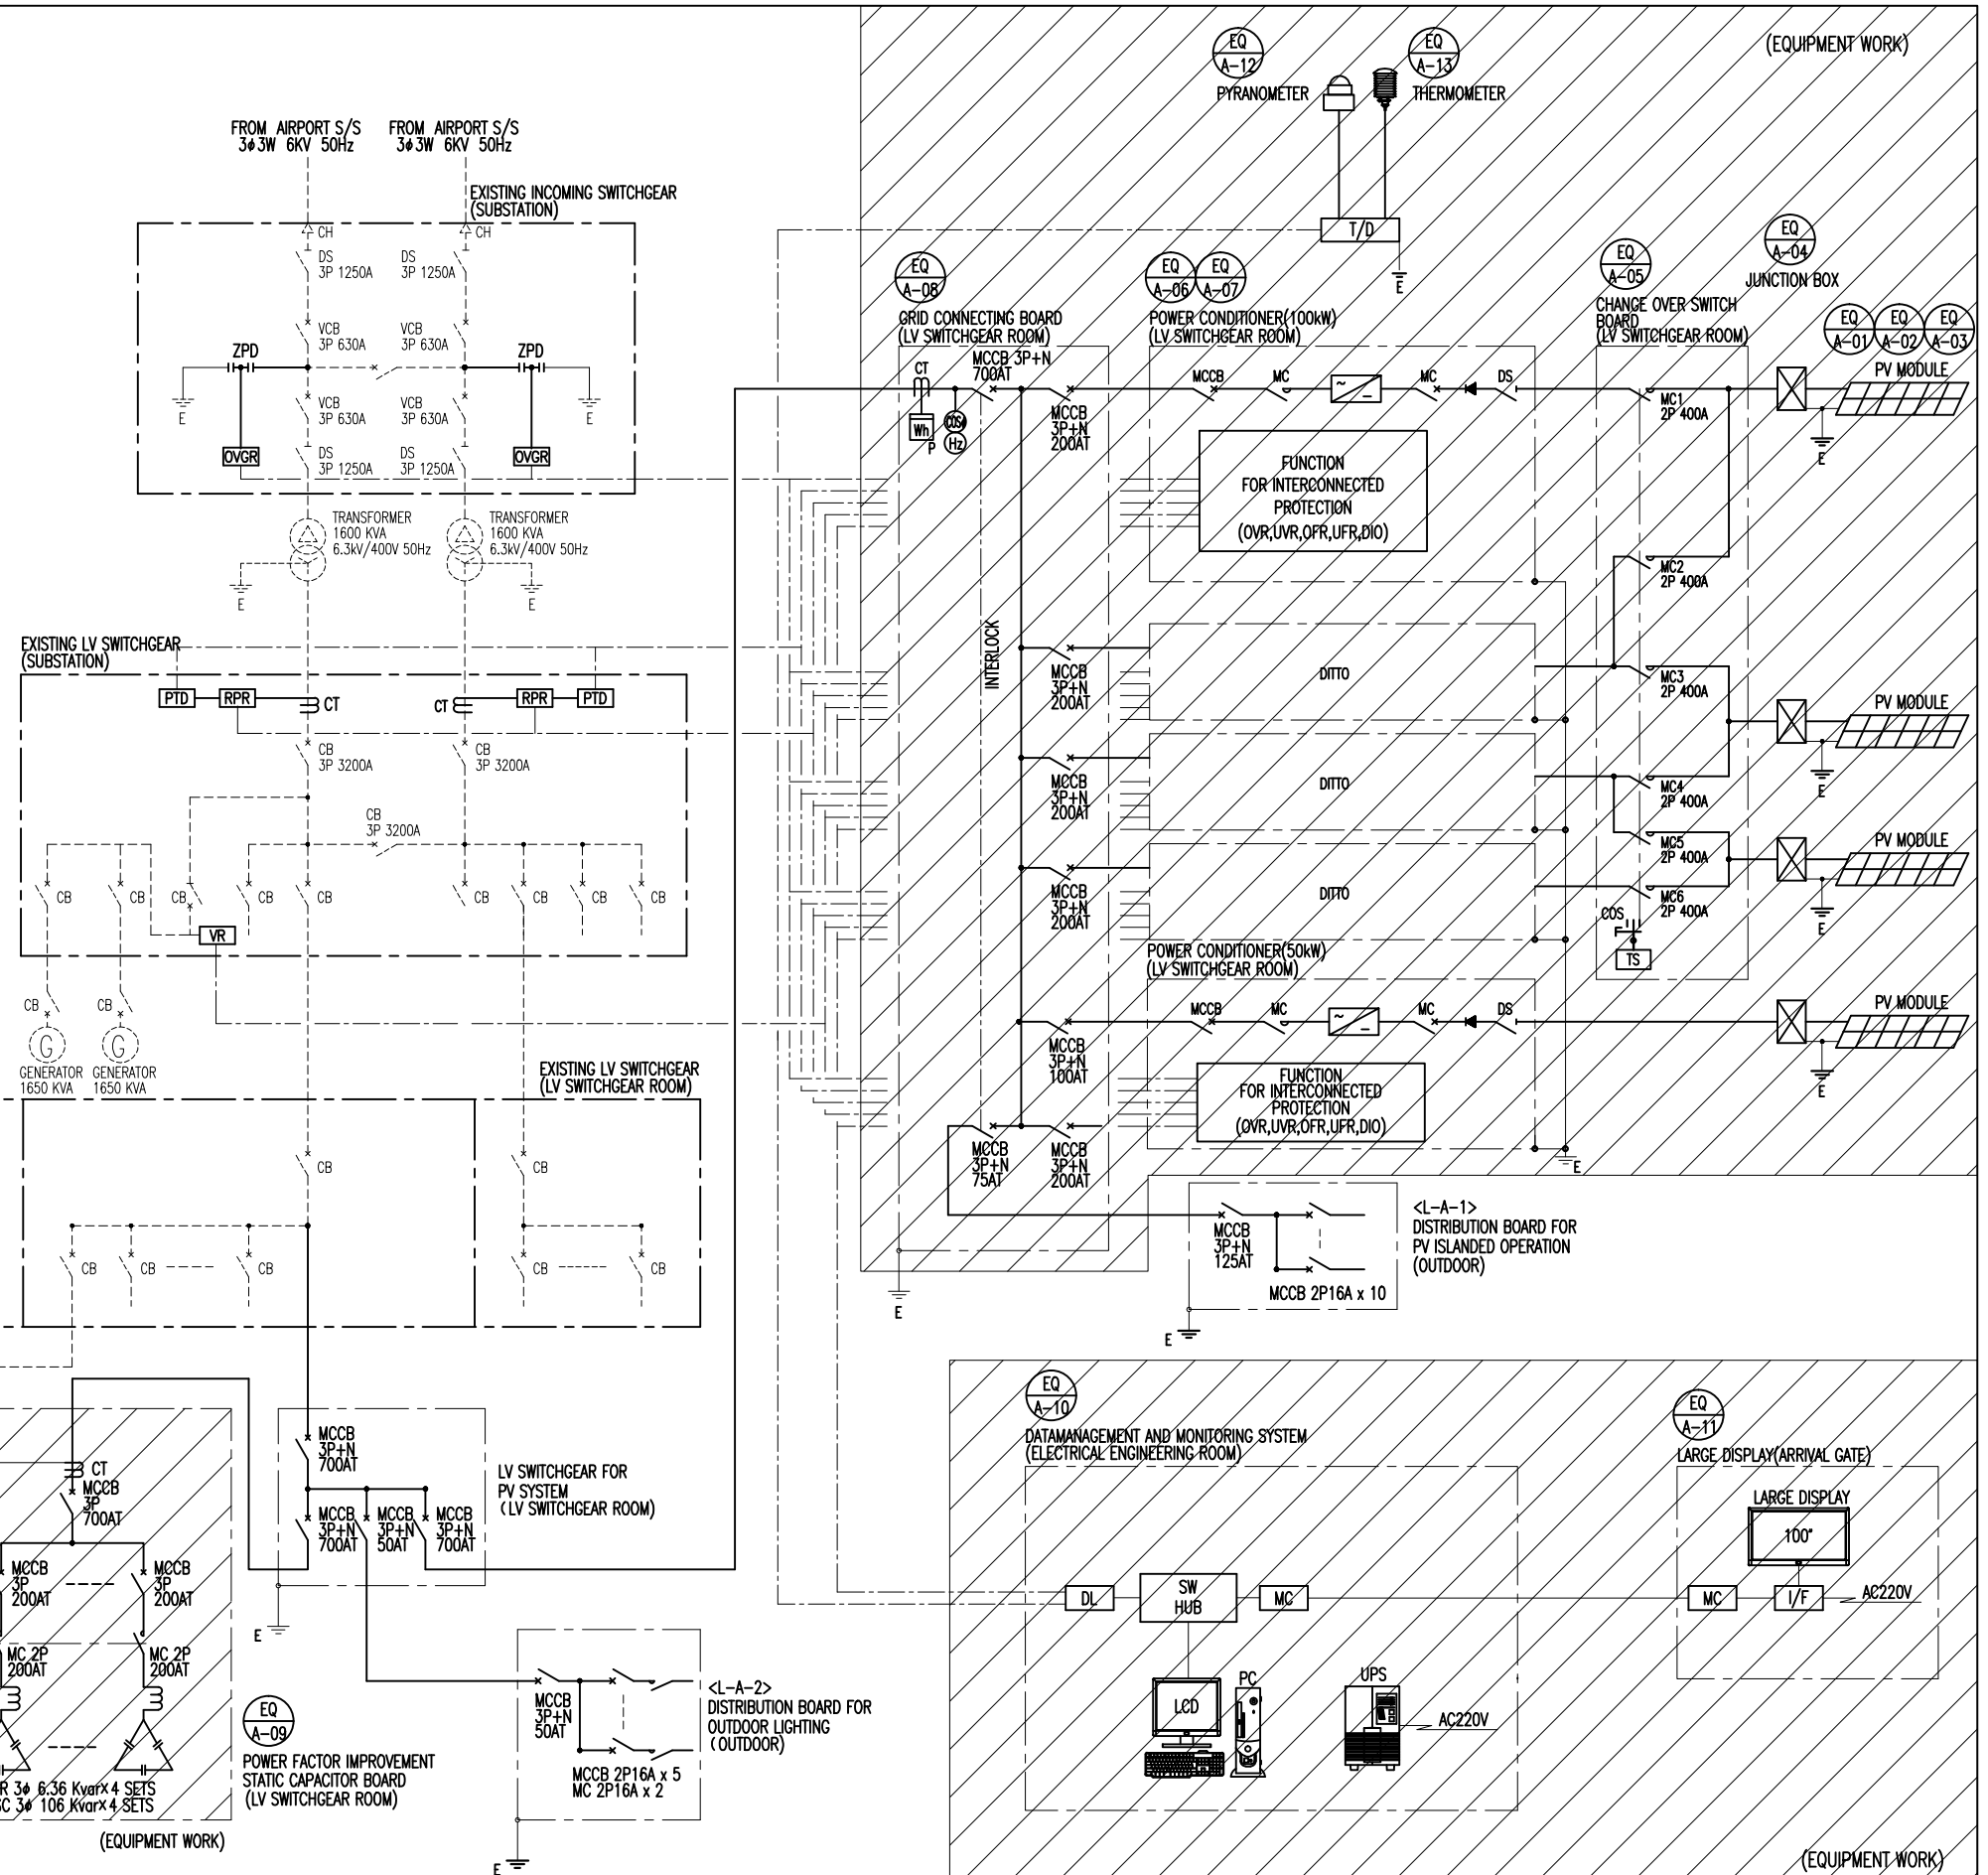 (EQUIPMENT WORK)
EQ
A-12
EQ
A-13
PYRANOMETER
THERMOMETER
T/D
E
FROM AIRPORT S/S
3φ3W 6KV 50Hz
FROM AIRPORT S/S
3φ3W 6KV 50Hz
EXISTING INCOMING SWITCHGEAR
(SUBSTATION)
CH
CH
DS
3P 1250A
DS
3P 1250A
VCB
3P 630A
VCB
3P 630A
ZPD
ZPD
E
E
VCB
3P 630A
VCB
3P 630A
OVGR
OVGR
DS
3P 1250A
DS
3P 1250A
TRANSFORMER
1600 KVA
6.3kV/400V 50Hz
TRANSFORMER
1600 KVA
6.3kV/400V 50Hz
E
E
EXISTING LV SWITCHGEAR
(SUBSTATION)
PTD
RPR
CT
CT
RPR
PTD
CB
3P 3200A
CB
3P 3200A
CB
3P 3200A
CB
CB
CB
CB
CB
CB
CB
CB
CB
VR
CB
CB
G
G
GENERATOR
1650 KVA
GENERATOR
1650 KVA
EXISTING LV SWITCHGEAR
(LV SWITCHGEAR ROOM)
CB
CB
CB
CB
CB
CB
CB
EQ
A-08
GRID CONNECTING BOARD
(LV SWITCHGEAR ROOM)
CT
MCCB 3P+N
700AT
Wh
P
COSφ
Hz
INTERLOCK
MCCB
3P+N
200AT
MCCB
3P+N
200AT
MCCB
3P+N
200AT
MCCB
3P+N
200AT
MCCB
3P+N
100AT
MCCB
3P+N
75AT
MCCB
3P+N
200AT
E
EQ
A-06
EQ
A-07
POWER CONDITIONER(100kW)
(LV SWITCHGEAR ROOM)
MCCB
MC
MC
DS
FUNCTION
FOR INTERCONNECTED
PROTECTION
(OVR,UVR,OFR,UFR,DIO)
DITTO
DITTO
DITTO
POWER CONDITIONER(50kW)
(LV SWITCHGEAR ROOM)
MCCB
MC
MC
DS
FUNCTION
FOR INTERCONNECTED
PROTECTION
(OVR,UVR,OFR,UFR,DIO)
E
EQ
A-05
CHANGE OVER SWITCH
BOARD
(LV SWITCHGEAR ROOM)
MC1
2P 400A
MC2
2P 400A
MC3
2P 400A
MC4
2P 400A
MC5
2P 400A
MC6
2P 400A
COS
TS
EQ
A-04
JUNCTION BOX
EQ
A-01
EQ
A-02
EQ
A-03
PV MODULE
E
PV MODULE
E
PV MODULE
E
PV MODULE
E
MCCB
3P+N
125AT
MCCB 2P16A x 10
E
<L-A-1>
DISTRIBUTION BOARD FOR
PV ISLANDED OPERATION
(OUTDOOR)
CT
MCCB
3P
700AT
MCCB
3P
200AT
MCCB
3P
200AT
MC 2P
200AT
MC 2P
200AT
R 3φ 6.36 Kvar×4 SETS
SC 3φ 106 Kvar×4 SETS
(EQUIPMENT WORK)
EQ
A-09
POWER FACTOR IMPROVEMENT
STATIC CAPACITOR BOARD
(LV SWITCHGEAR ROOM)
MCCB
3P+N
700AT
MCCB
3P+N
700AT
MCCB
3P+N
50AT
MCCB
3P+N
700AT
LV SWITCHGEAR FOR
PV SYSTEM
(LV SWITCHGEAR ROOM)
E
MCCB
3P+N
50AT
MCCB 2P16A x 5
MC 2P16A x 2
E
<L-A-2>
DISTRIBUTION BOARD FOR
OUTDOOR LIGHTING
(OUTDOOR)
EQ
A-10
DATAMANAGEMENT AND MONITORING SYSTEM
(ELECTRICAL ENGINEERING ROOM)
DL
SW
HUB
MC
LCD
PC
UPS
AC220V
EQ
A-11
LARGE DISPLAY(ARRIVAL GATE)
LARGE DISPLAY
100"
MC
I/F
AC220V
(EQUIPMENT WORK)